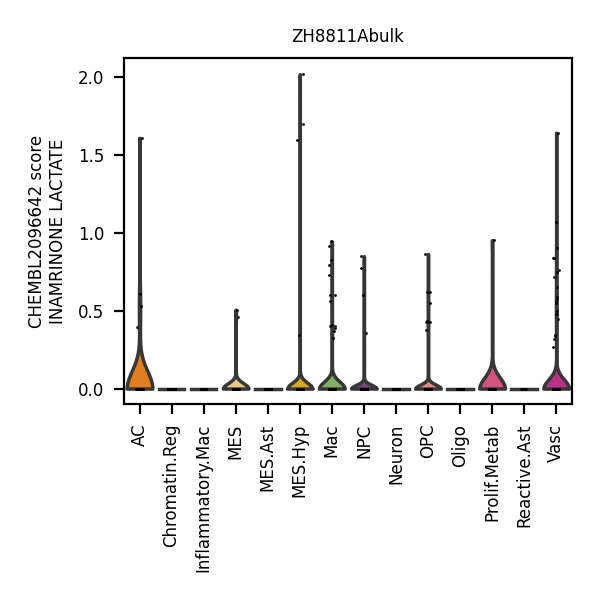 ZH8811Abulk
CHEMBL2096642 score
INAMRINONE LACTATE
2.0
1.5
1.0
0.5
0.0
AC
Chromatin.Reg
Inflammatory.Mac
MES
MES.Ast
MES.Hyp
Mac
NPC
Neuron
OPC
Oligo
Prolif.Metab
Reactive.Ast
Vasc